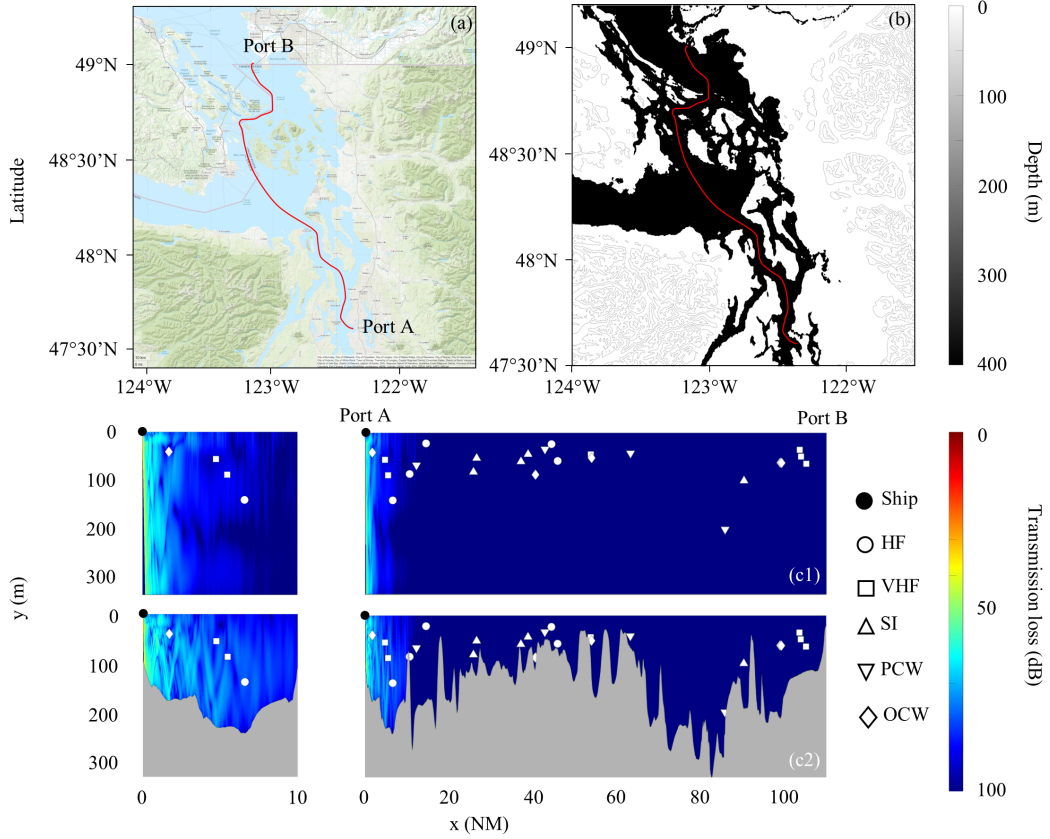 (a)
Port B
Port A
49°N
48°30′N
48°N
47°30′N
Latitude
124°W
123°W
122°W
(b)
49°N
48°30′N
48°N
47°30′N
124°W
123°W
122°W
0
100
200
300
400
Depth (m)
Port A
Port B
0
100
200
300
(c1)
0
100
200
300
(c2)
y (m)
0
10
0
20
40
60
80
100
x (NM)
Ship
HF
VHF
SI
PCW
OCW
0
50
100
Transmission loss (dB)